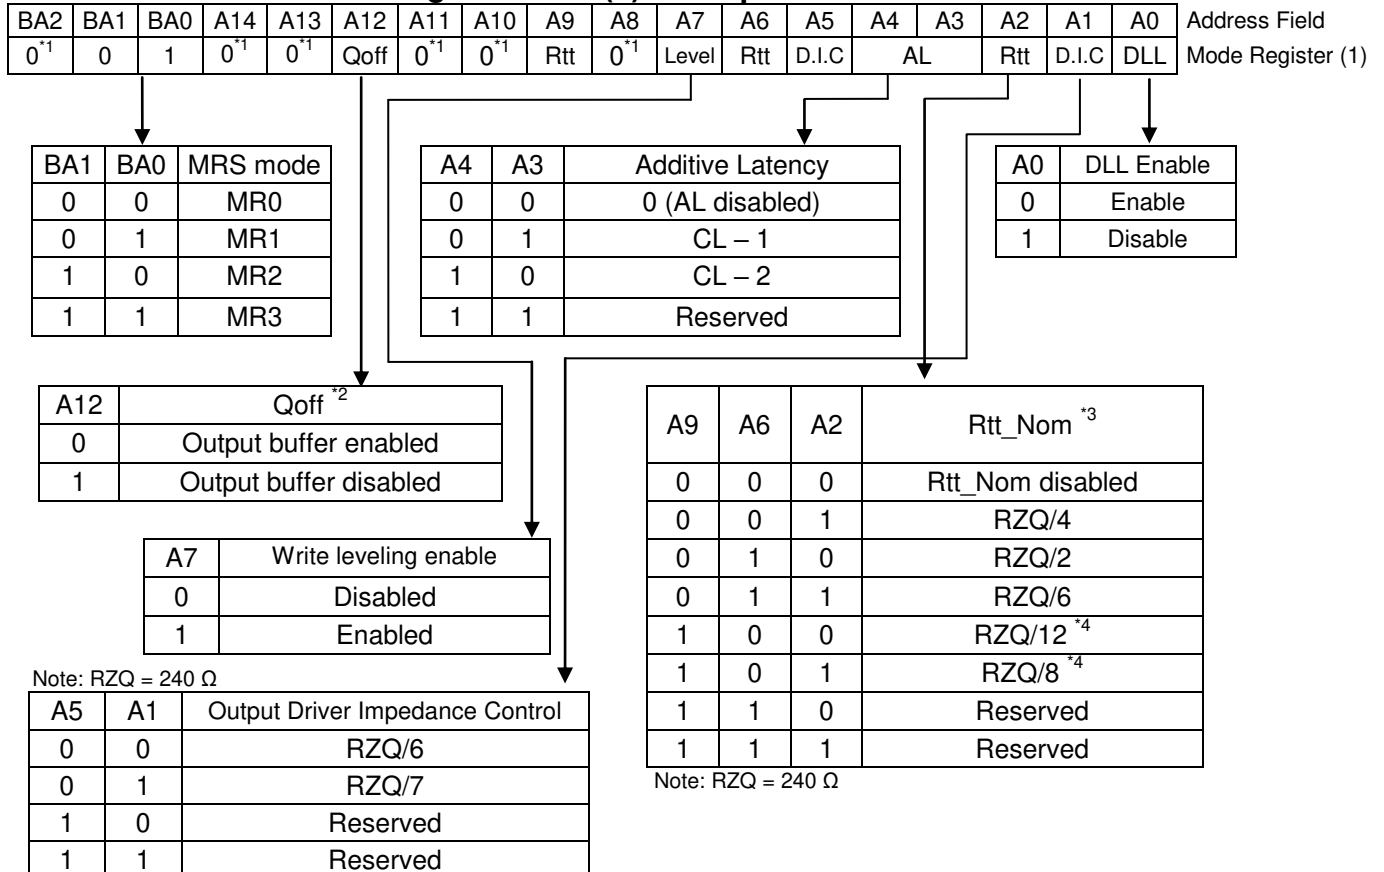 BA2 BA1 BA0 A14 A13 A12 A11 A10 A9 A8 A7 A6 A5 A4 A3 A2 A1 A0 Address Field
0*1 0 1 0*1 0*1 Qoff 0*1 0*1 Rtt 0*1 Level Rtt D.I.C AL Rtt D.I.C DLL Mode Register (1)
BA1 BA0 MRS mode
0 0 MR0
0 1 MR1
1 0 MR2
1 1 MR3
A4 A3 Additive Latency
0 0 0 (AL disabled)
0 1 CL – 1
1 0 CL – 2
1 1 Reserved
A0 DLL Enable
0 Enable
1 Disable
A12 Qoff *2
0 Output buffer enabled
1 Output buffer disabled
A7 Write leveling enable
0 Disabled
1 Enabled
A9 A6 A2 Rtt_Nom *3
0 0 0 Rtt_Nom disabled
0 0 1 RZQ/4
0 1 0 RZQ/2
0 1 1 RZQ/6
1 0 0 RZQ/12 *4
1 0 1 RZQ/8 *4
1 1 0 Reserved
1 1 1 Reserved
Note: RZQ = 240 Ω
Note: RZQ = 240 Ω
A5 A1 Output Driver Impedance Control
0 0 RZQ/6
0 1 RZQ/7
1 0 Reserved
1 1 Reserved